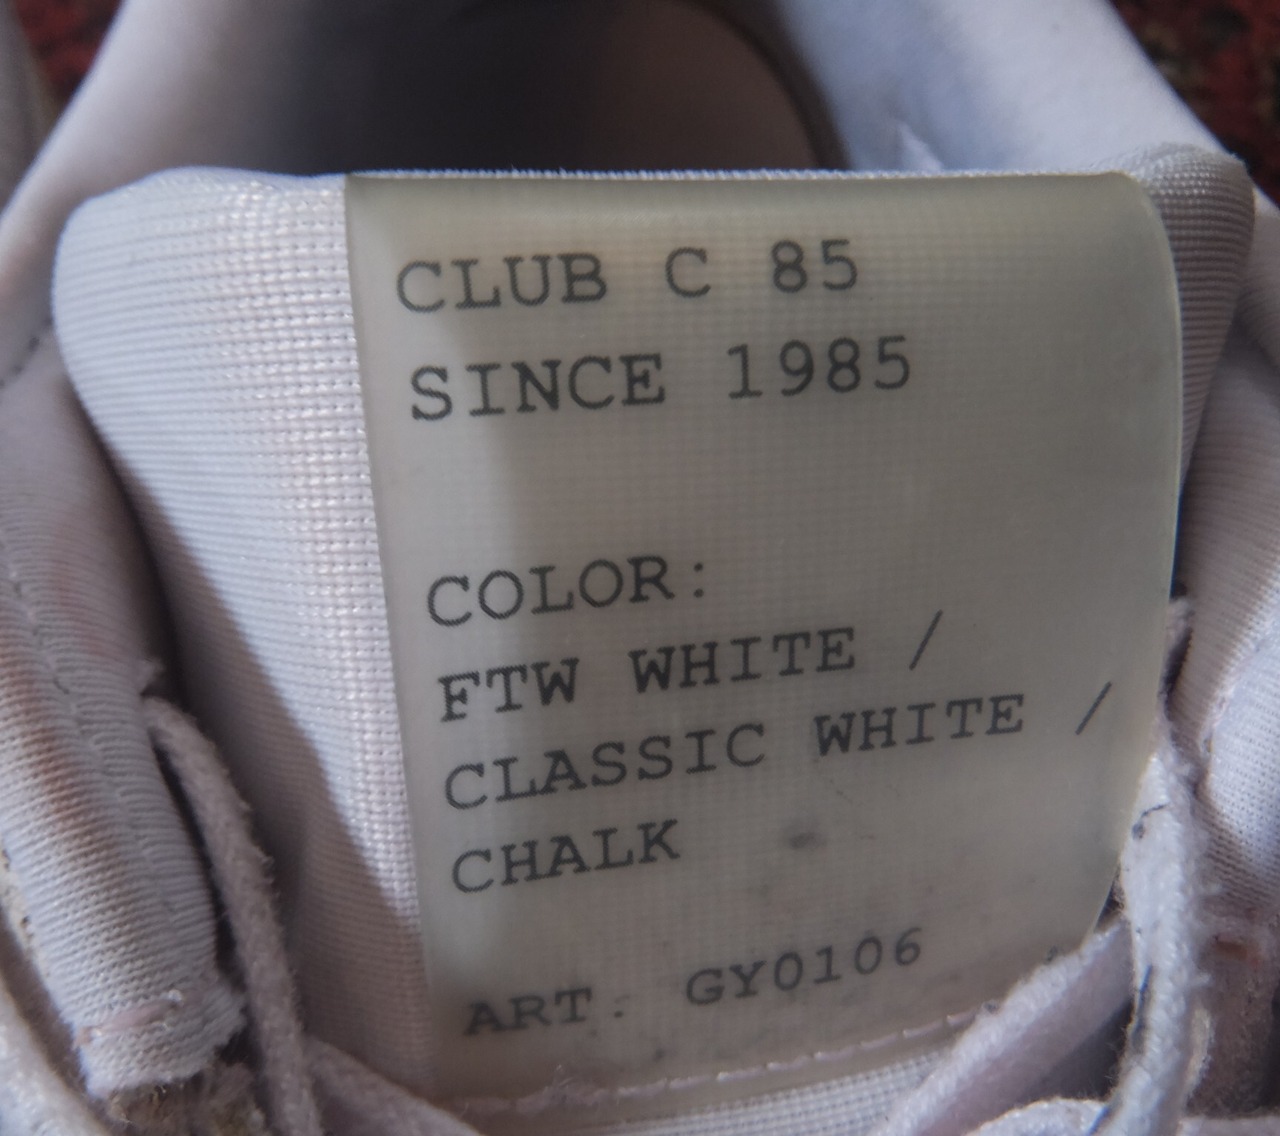 CLUB C 85
SINCE 1985
COLOR:
FTW WHITE /
CLASSIC WHITE /
CHALK
ART. GY0106